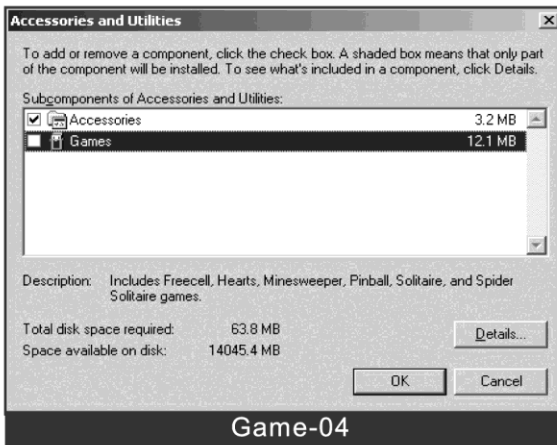 Accessories and Utilities
To add or remove a component, click the check box. A shaded box means that only part
of the component will be installed. To see what's included in a component, click Details.
Subcomponents of Accessories and Utilities:
Accessories 3.2 MB
Games 12.1 MB
Description: Includes Freecell, Hearts, Minesweeper, Pinball, Solitaire, and Spider
Solitaire games.
Total disk space required: 63.8 MB
Space available on disk: 14045.4 MB
Details...
OK Cancel
Game-04